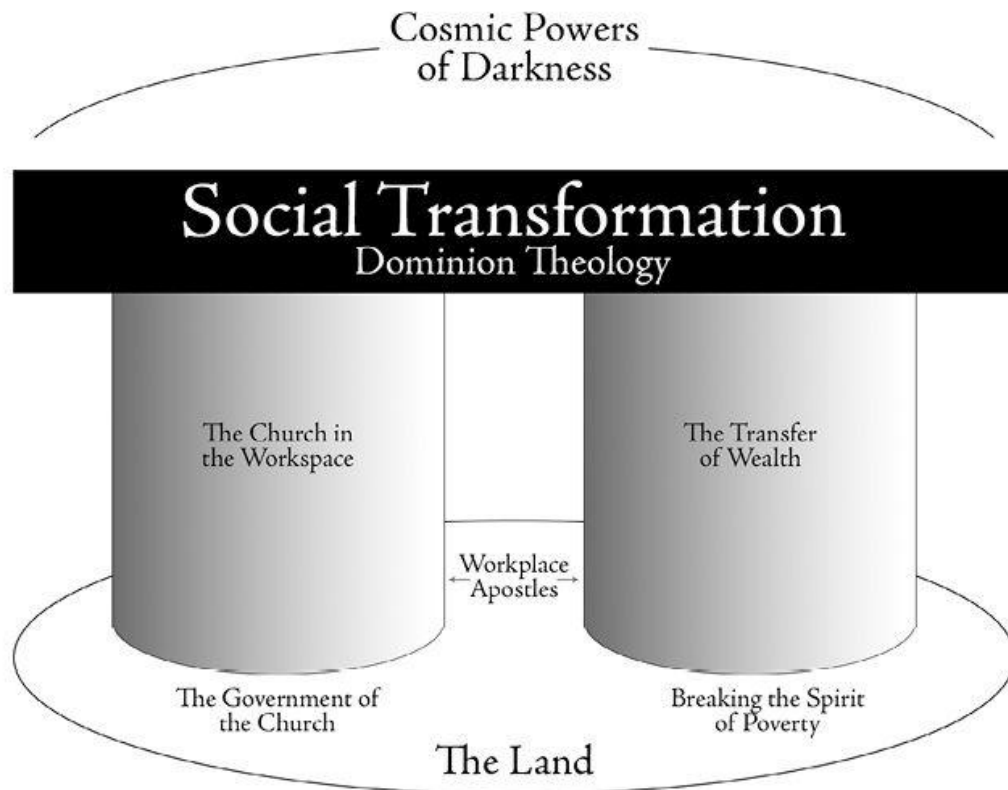 Cosmic Powers
of Darkness
Social Transformation
Dominion Theology
The Church in
the Workspace
The Transfer
of Wealth
Workplace
Apostles
The Government of
the Church
Breaking the Spirit
of Poverty
The Land